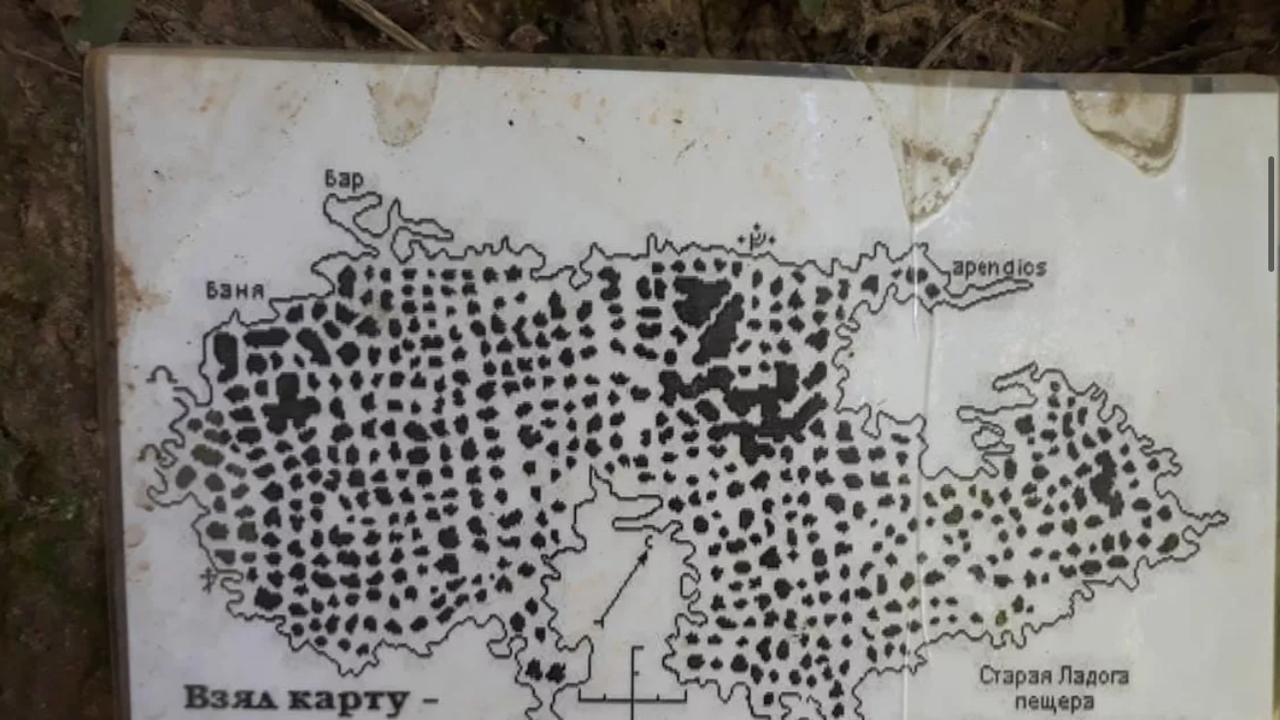 Бар
apendios
Баня
Взял карту –
Старая Ладога
пещера